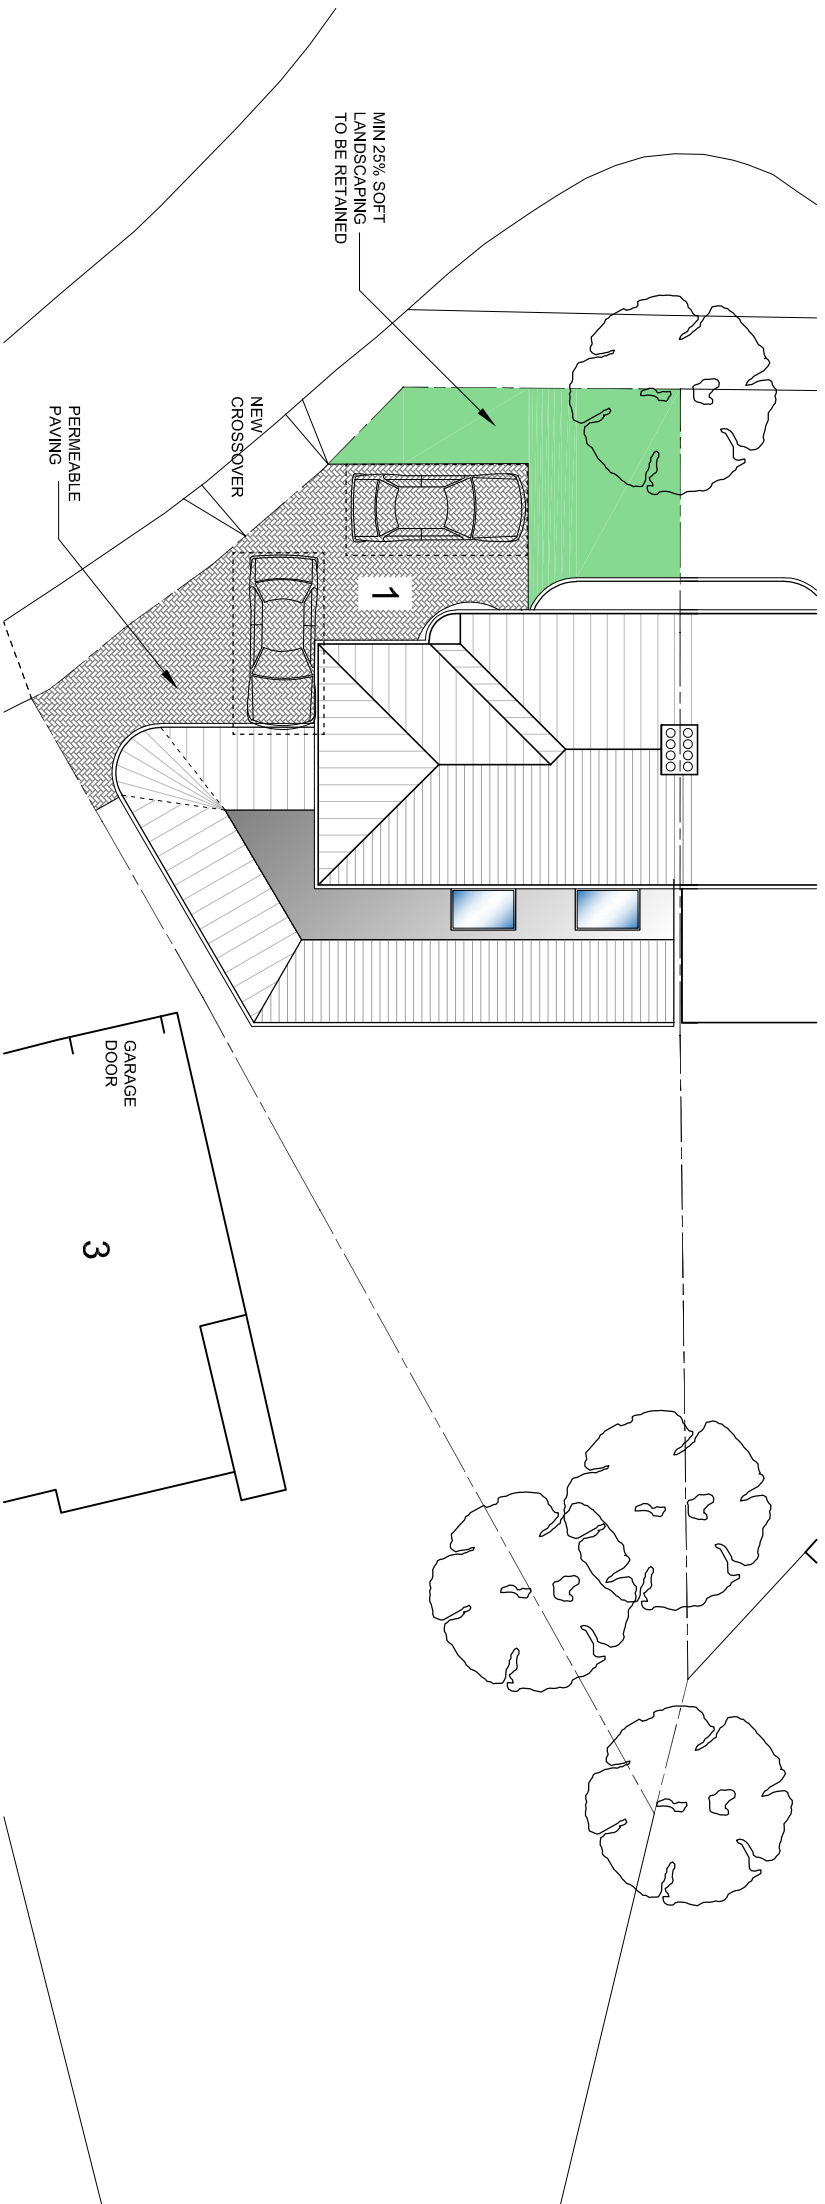 MIN 25% SOFT
LANDSCAPING
TO BE RETAINED
NEW
CROSSOVER
PERMEABLE
PAVING
1
GARAGE
DOOR
3